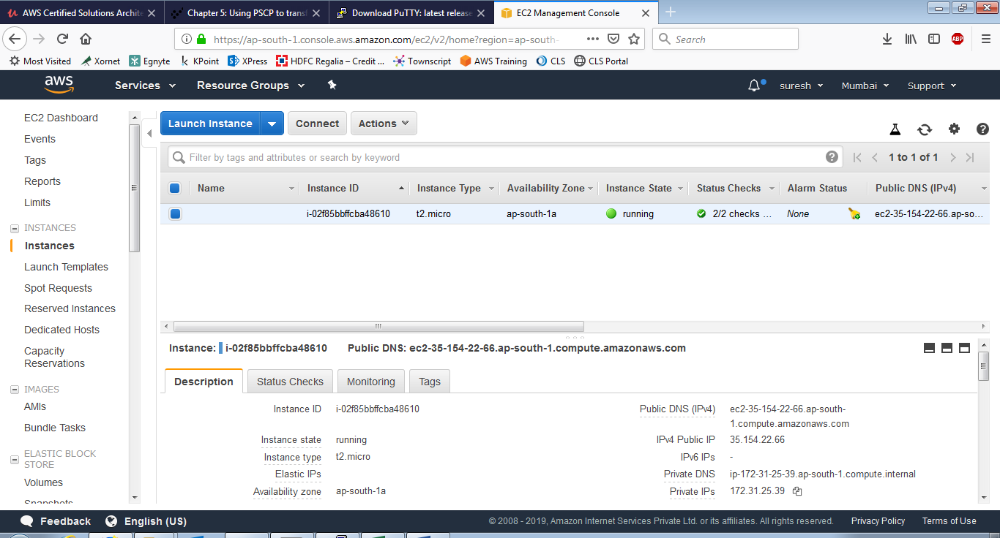 AWS Certified Solutions Archite
Chapter 5: Using PSCP to transf
Download PuTTY: latest release
EC2 Management Console
https://ap-south-1.console.aws.amazon.com/ec2/v2/home?region=ap-south-
Search
Most Visited
Xornet
Egnyte
KPoint
XPress
HDFC Regalia – Credit ...
Townscript
AWS Training
CLS
CLS Portal
ABP
aws
Services
Resource Groups
suresh
Mumbai
Support
EC2 Dashboard
Events
Tags
Reports
Limits
INSTANCES
Instances
Launch Templates
Spot Requests
Reserved Instances
Dedicated Hosts
Capacity
Reservations
IMAGES
AMIs
Bundle Tasks
ELASTIC BLOCK
STORE
Volumes
Snapshots
Launch Instance
Connect
Actions
Filter by tags and attributes or search by keyword
1 to 1 of 1
Name Instance ID Instance Type Availability Zone Instance State Status Checks Alarm Status Public DNS (IPv4)
i-02f85bbffcba48610 t2.micro ap-south-1a running 2/2 checks ... None ec2-35-154-22-66.ap-so...
Instance: i-02f85bbffcba48610 Public DNS: ec2-35-154-22-66.ap-south-1.compute.amazonaws.com
Description
Status Checks
Monitoring
Tags
Instance ID i-02f85bbffcba48610
Instance state running
Instance type t2.micro
Elastic IPs
Availability zone ap-south-1a
Public DNS (IPv4) ec2-35-154-22-66.ap-south-
1.compute.amazonaws.com
IPv4 Public IP 35.154.22.66
IPv6 IPs -
Private DNS ip-172-31-25-39.ap-south-1.compute.internal
Private IPs 172.31.25.39
Feedback
English (US)
© 2008 - 2019, Amazon Internet Services Private Ltd. or its affiliates. All rights reserved.
Privacy Policy
Terms of Use